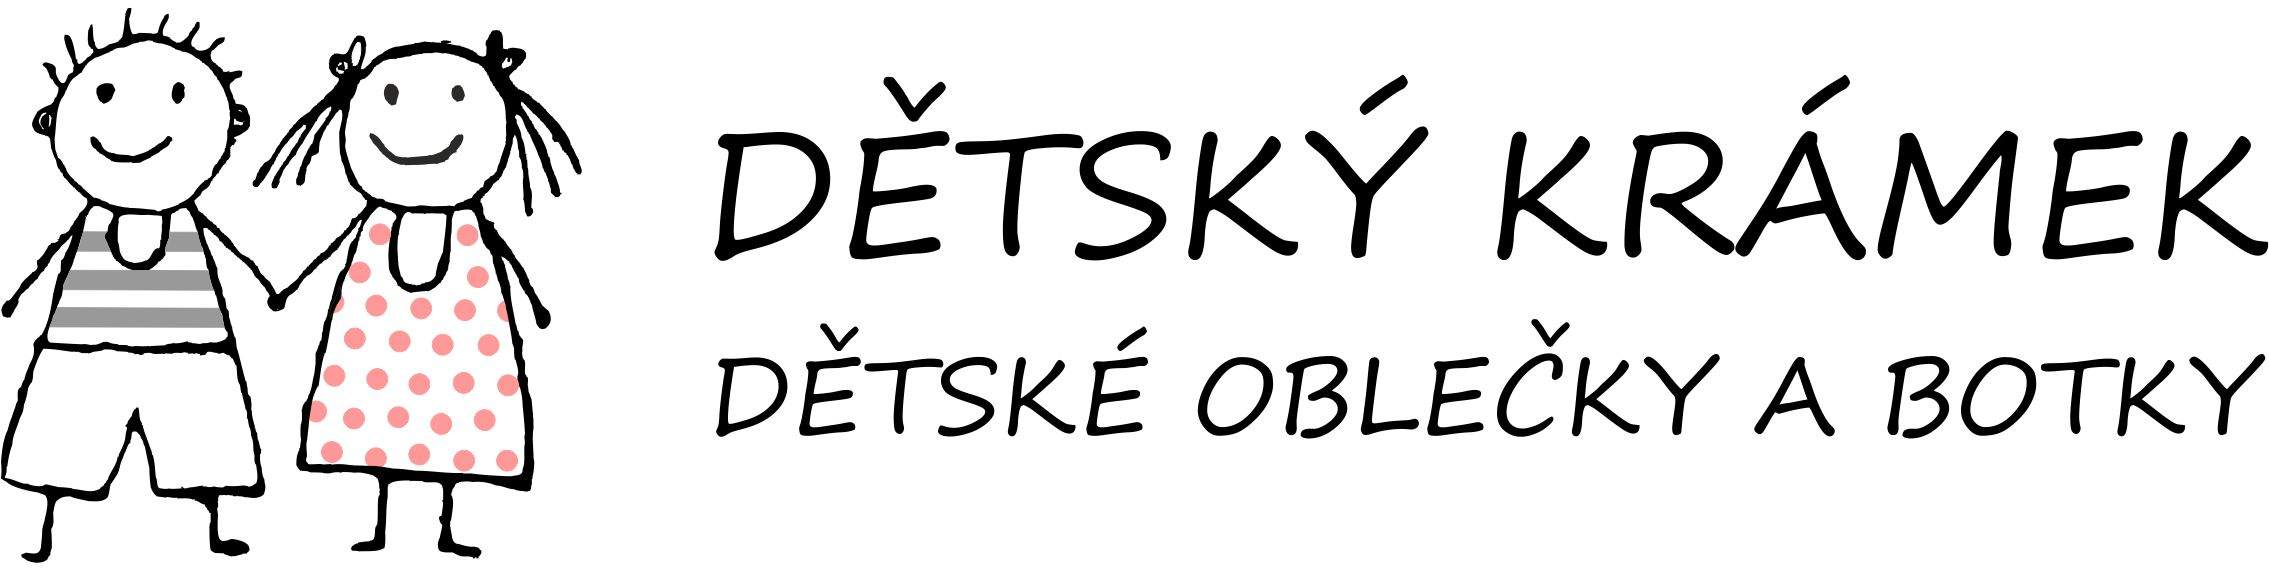 DĚTSKÝ KRÁMEK
DĚTSKÉ OBLEČKY A BOTKY